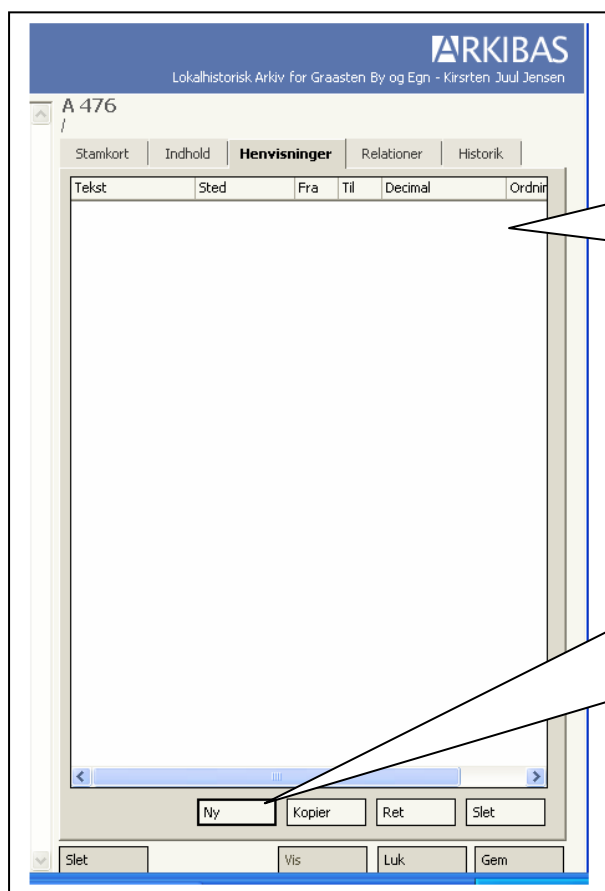 ARKIBAS
Lokalhistorisk Arkiv for Graasten By og Egn - Kirsrten Juul Jensen
A 476
/
Stamkort Indhold Henvisninger Relationer Historik
Tekst Sted Fra Til Decimal Ordnin
Ny Kopier Ret Slet
Slet Vis Luk Gem